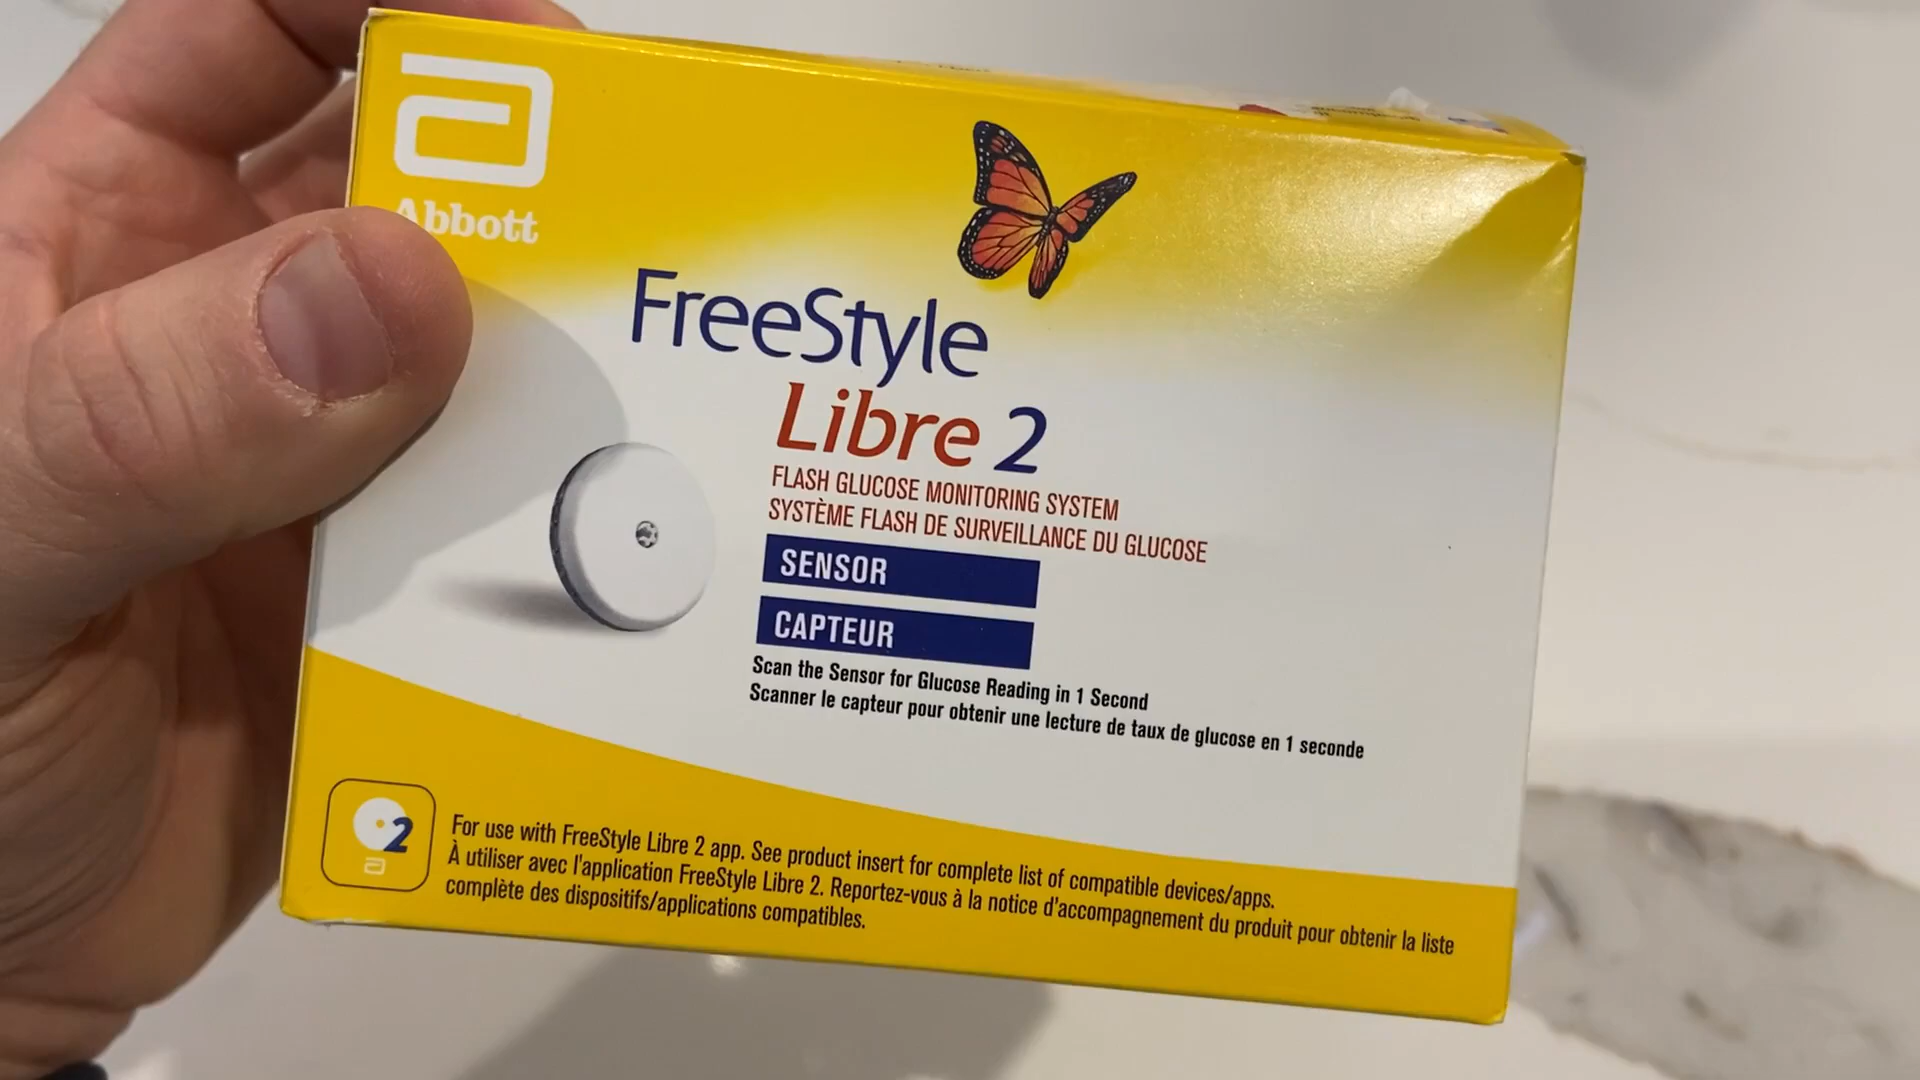 Abbott
FreeStyle
Libre 2
FLASH GLUCOSE MONITORING SYSTEM
SYSTÈME FLASH DE SURVEILLANCE DU GLUCOSE
SENSOR
CAPTEUR
Scan the Sensor for Glucose Reading in 1 Second
Scanner le capteur pour obtenir une lecture de taux de glucose en 1 seconde
2
For use with FreeStyle Libre 2 app. See product insert for complete list of compatible devices/apps.
À utiliser avec l'application FreeStyle Libre 2. Reportez-vous à la notice d'accompagnement du produit pour obtenir la liste
complète des dispositifs/applications compatibles.